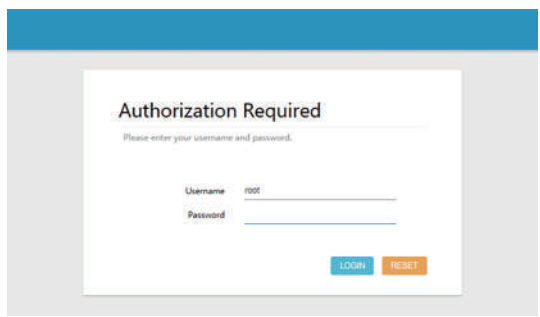 Authorization Required
Please enter your username and password.
Username root
Password
LOGIN RESET